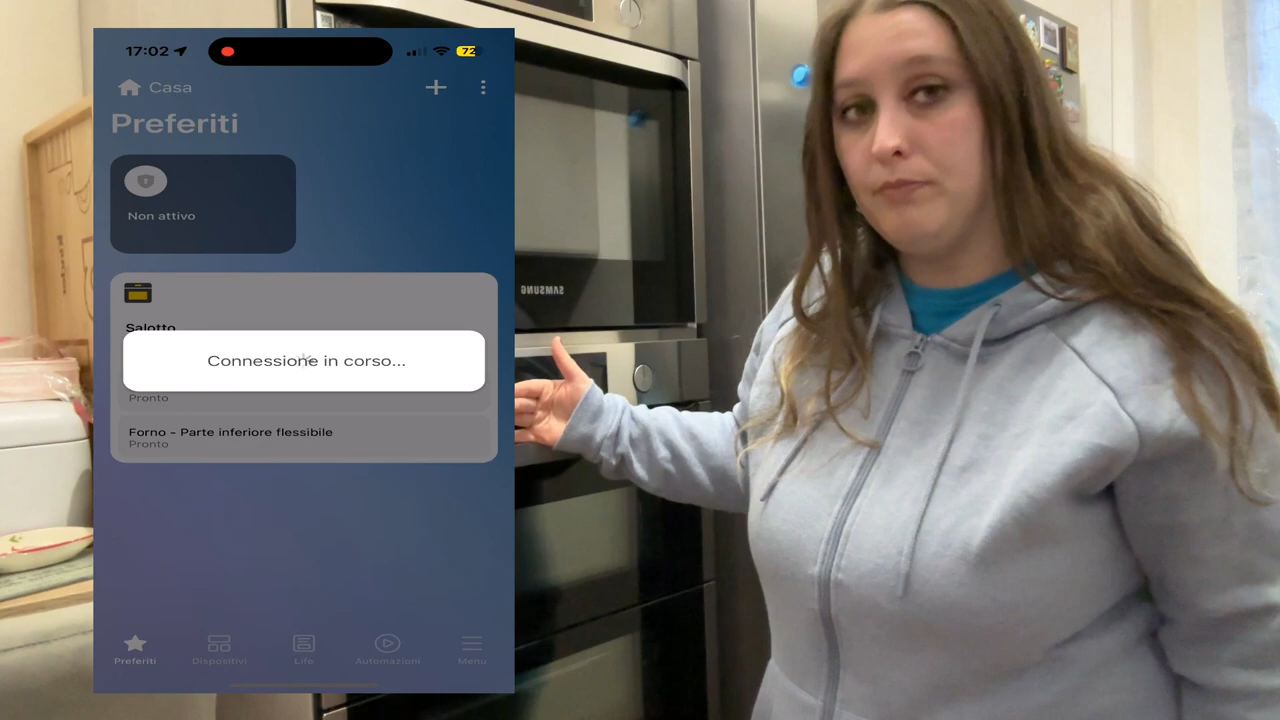 17:02
72
Casa
Preferiti
Non attivo
Salotto
Connessione in corso...
Pronto
Forno - Parte inferiore flessibile
Pronto
Preferiti
Dispositivi
Life
Automazioni
Menu
SAMSUNG